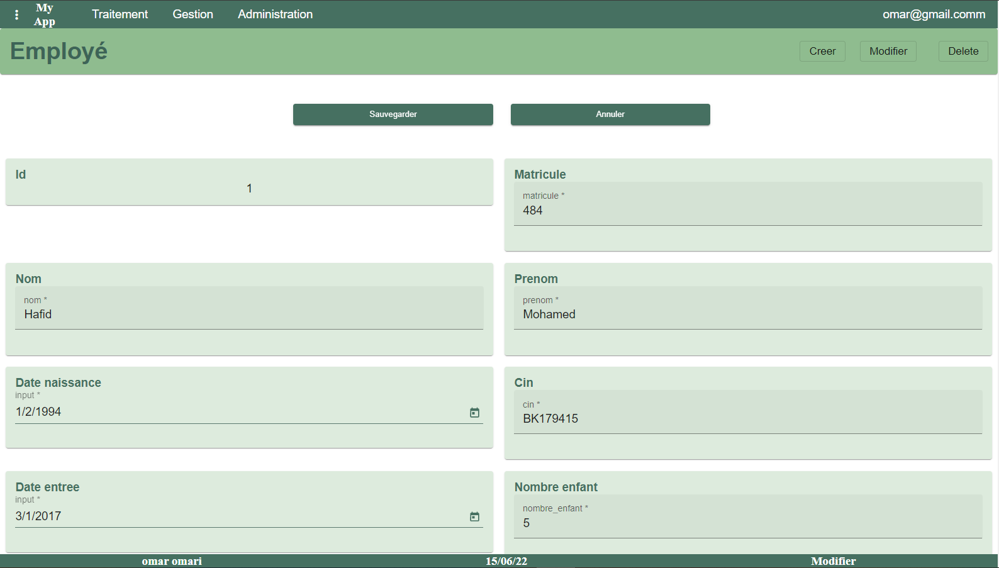 My App
Traitement Gestion Administration omar@gmail.comm
Employé Creer Modifier Delete
Sauvegarder Annuler
Id
1
Matricule
matricule *
484
Nom
nom *
Hafid
Prenom
prenom *
Mohamed
Date naissance
input *
1/2/1994
Cin
cin *
BK179415
Date entree
input *
3/1/2017
Nombre enfant
nombre_enfant *
5
omar omari 15/06/22 Modifier